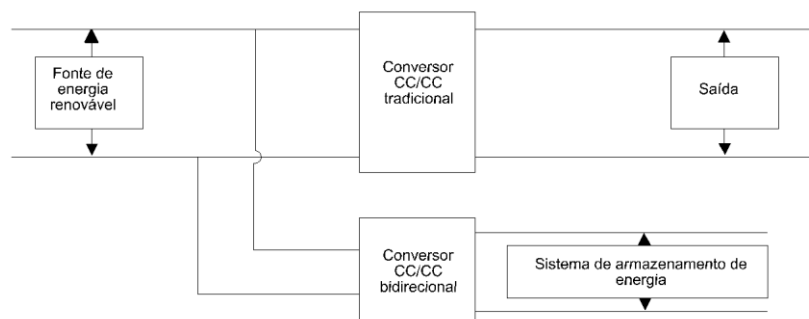 Fonte de
energia
renovável
Conversor
CC/CC
tradicional
Saída
Conversor
CC/CC
bidirecional
Sistema de armazenamento de
energia